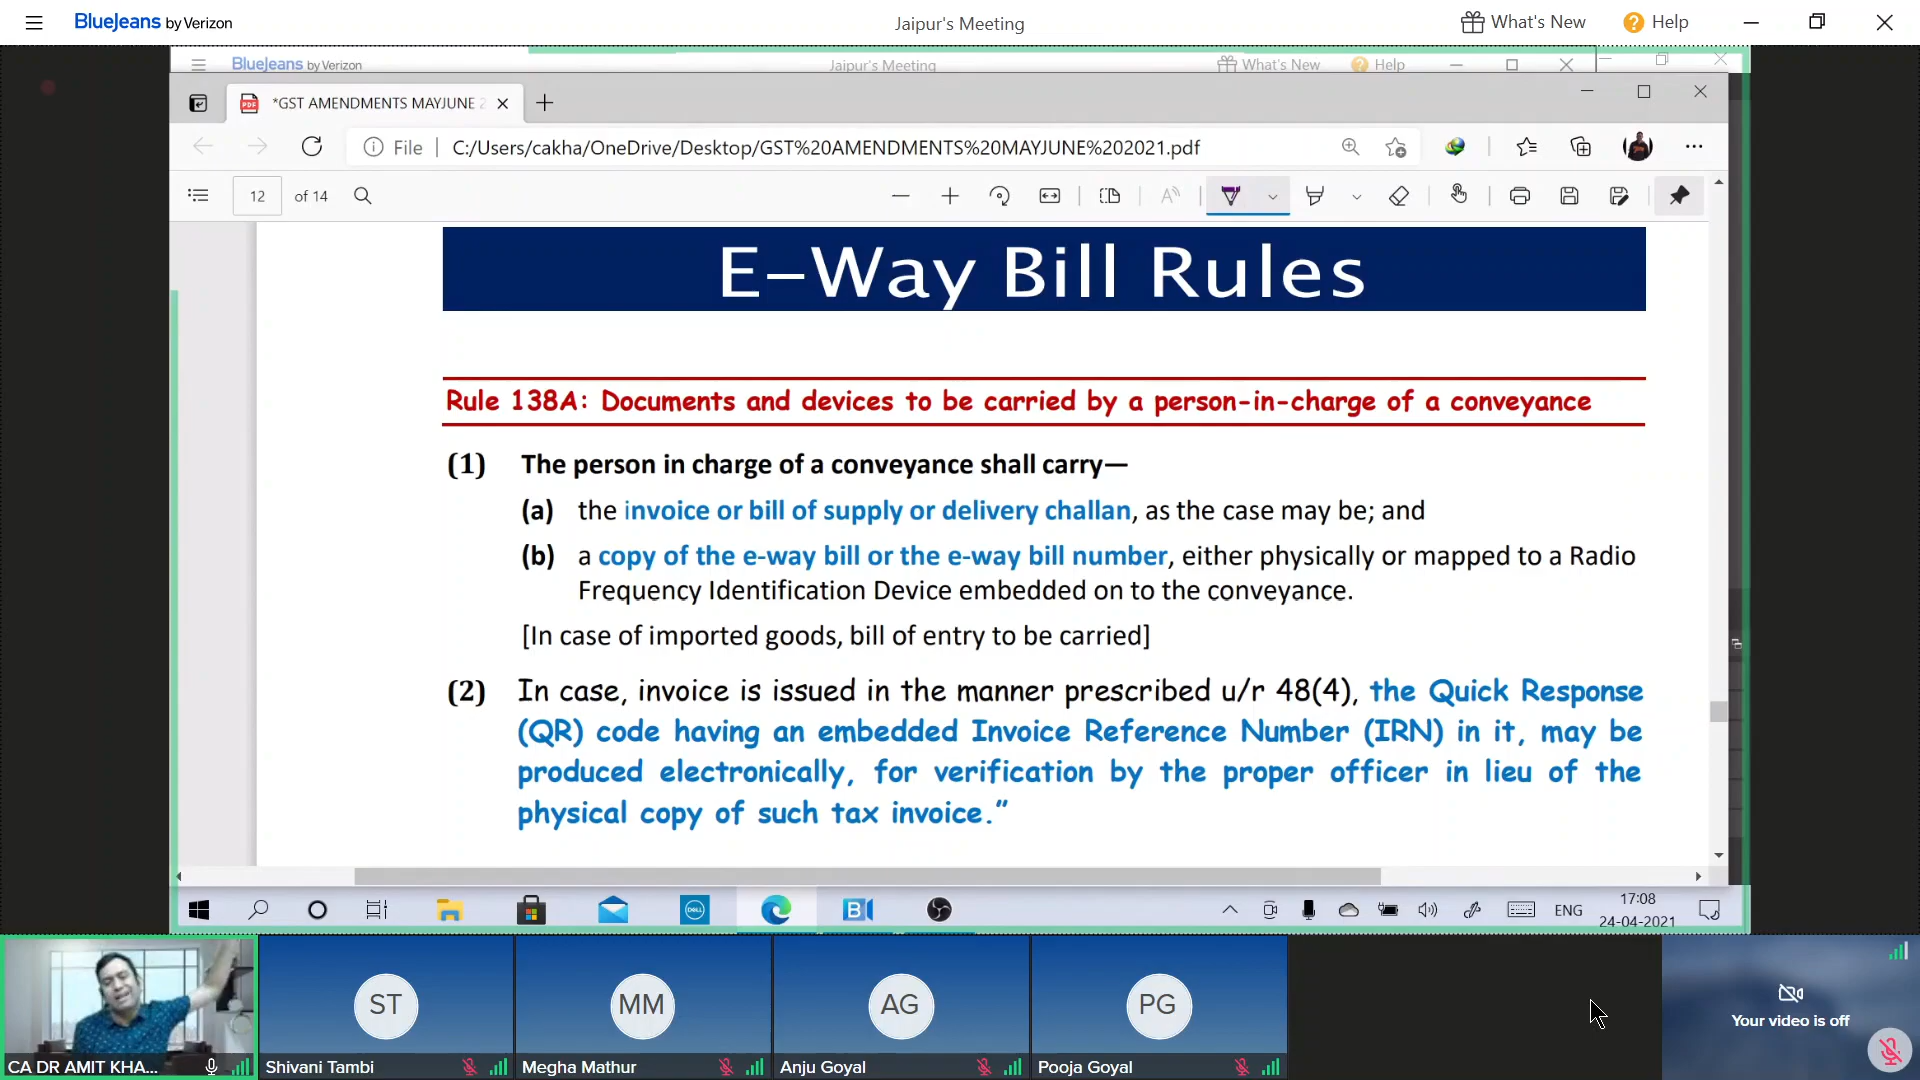 BlueJeans by Verizon
Jaipur's Meeting
What's New
Help
BlueJeans by Verizon
Jaipur's Meeting
What's New
Help
*GST AMENDMENTS MAYJUNE 2
File
C:/Users/cakha/OneDrive/Desktop/GST%20AMENDMENTS%20MAYJUNE%202021.pdf
12 of 14
E–Way Bill Rules
Rule 138A: Documents and devices to be carried by a person-in-charge of a conveyance
(1) The person in charge of a conveyance shall carry—
(a) the invoice or bill of supply or delivery challan, as the case may be; and
(b) a copy of the e-way bill or the e-way bill number, either physically or mapped to a Radio
Frequency Identification Device embedded on to the conveyance.
[In case of imported goods, bill of entry to be carried]
(2) In case, invoice is issued in the manner prescribed u/r 48(4), the Quick Response
(QR) code having an embedded Invoice Reference Number (IRN) in it, may be
produced electronically, for verification by the proper officer in lieu of the
physical copy of such tax invoice.”
DELL
ENG
17:08
24-04-2021
ST
MM
AG
PG
Your video is off
CA DR AMIT KHA...
Shivani Tambi
Megha Mathur
Anju Goyal
Pooja Goyal